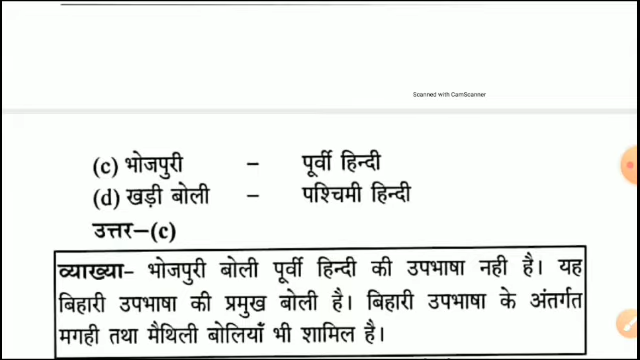 Scanned with CamScanner
(c) भोजपुरी – पूर्वी हिन्दी
(d) खड़ी बोली – पश्चिमी हिन्दी
उत्तर–(c)
व्याख्या- भोजपुरी बोली पूर्वी हिन्दी की उपभाषा नही है। यह
बिहारी उपभाषा की प्रमुख बोली है। बिहारी उपभाषा के अंतर्गत
मगही तथा मैथिली बोलियाँ भी शामिल है।